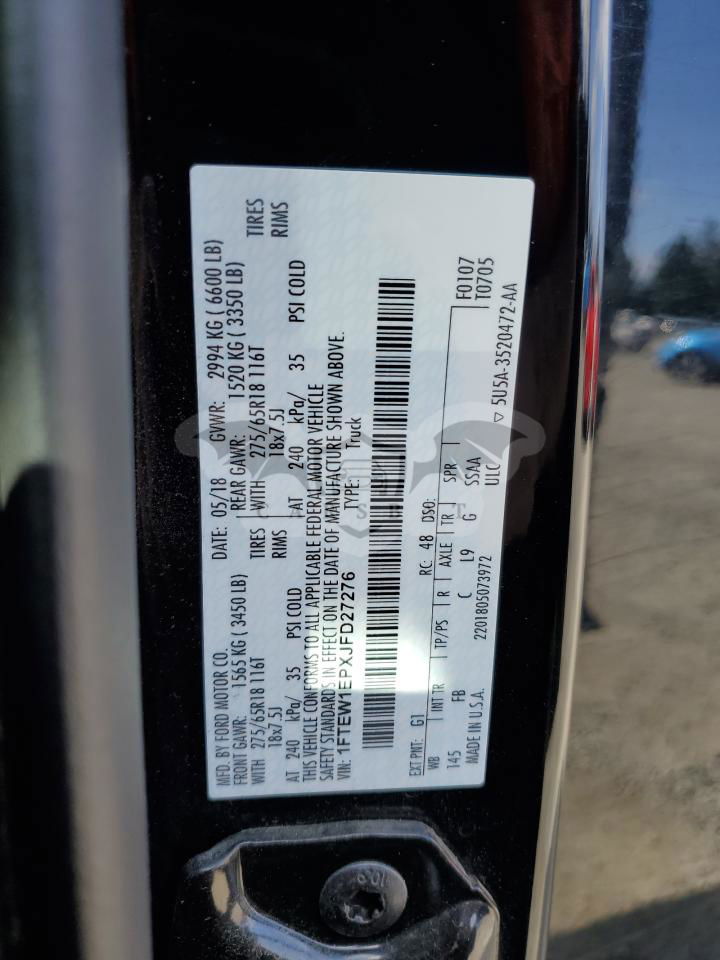 MFD. BY FORD MOTOR CO.
DATE: 05/18 GVWR: 2994 KG ( 6600 LB)
FRONT GAWR: 1565 KG (3450 LB) REAR GAWR: 1520 KG ( 3350 LB)
WITH 275/65R18 116T TIRES WITH 275/65R18 116T TIRES
18x7.5J RIMS 18x7.5J RIMS
AT 240 kPa/ 35 PSI COLD AT 240 kPa/ 35 PSI COLD
THIS VEHICLE CONFORMS TO ALL APPLICABLE FEDERAL MOTOR VEHICLE
SAFETY STANDARDS IN EFFECT ON THE DATE OF MANUFACTURE SHOWN ABOVE.
VIN: 1FTEW1EPXJFD27276 TYPE: Truck
EXT PNT: G1 RC: 48 DSO: F0107
WB INT TR TP/PS R AXLE TR SPR T0705
145 FB C L9 G SSAA
ULC
MADE IN U.S.A. 2201805073972 5U5A-3520472-AA